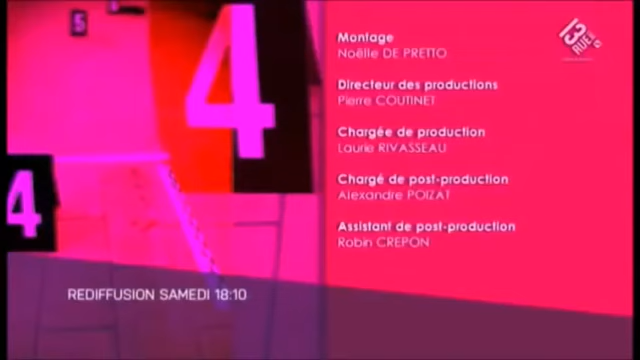 5
4
4
13
RUE
Montage
Noëlle DE PRETTO
Directeur des productions
Pierre COUTINET
Chargée de production
Laurie RIVASSEAU
Chargé de post-production
Alexandre POIZAT
Assistant de post-production
Robin CREPON
REDIFFUSION SAMEDI 18:10